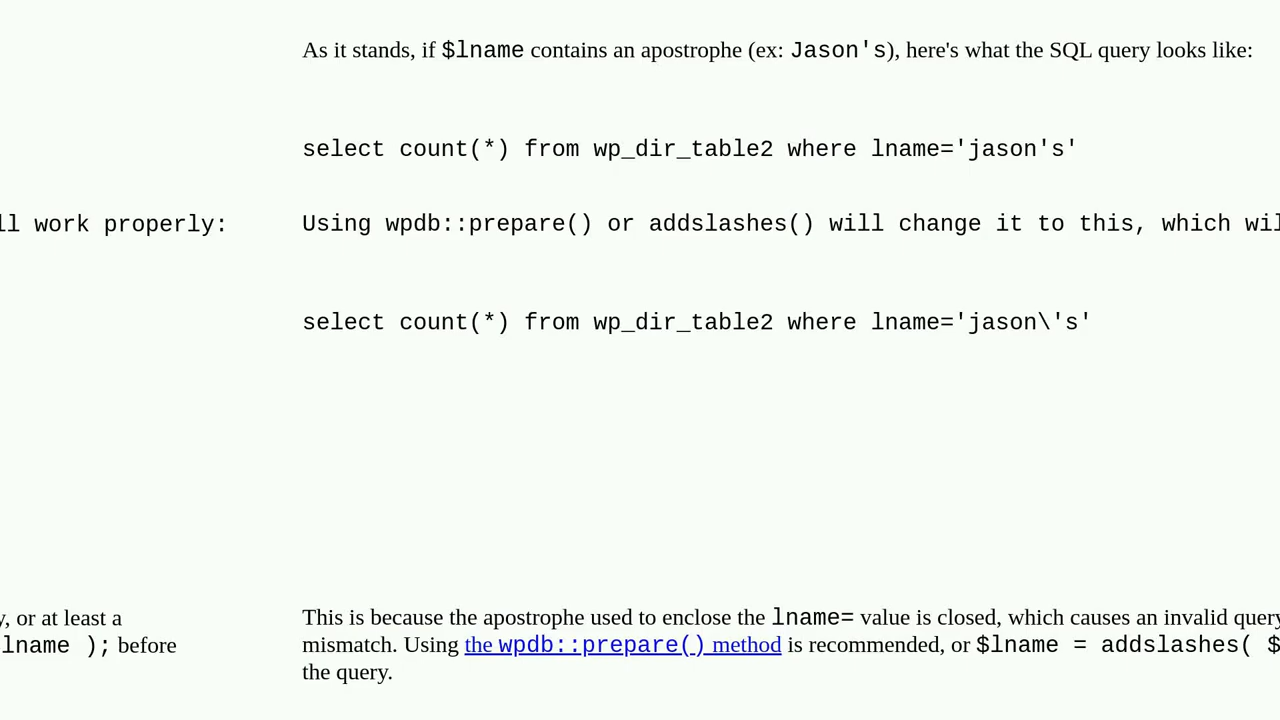 As it stands, if $lname contains an apostrophe (ex: Jason's), here's what the SQL query looks like:
select count(*) from wp_dir_table2 where lname='jason's'
ll work properly:
Using wpdb::prepare() or addslashes() will change it to this, which wil
select count(*) from wp_dir_table2 where lname='jason\'s'
y, or at least a
lname ); before
This is because the apostrophe used to enclose the lname= value is closed, which causes an invalid query
mismatch. Using the wpdb::prepare() method is recommended, or $lname = addslashes( $
the query.